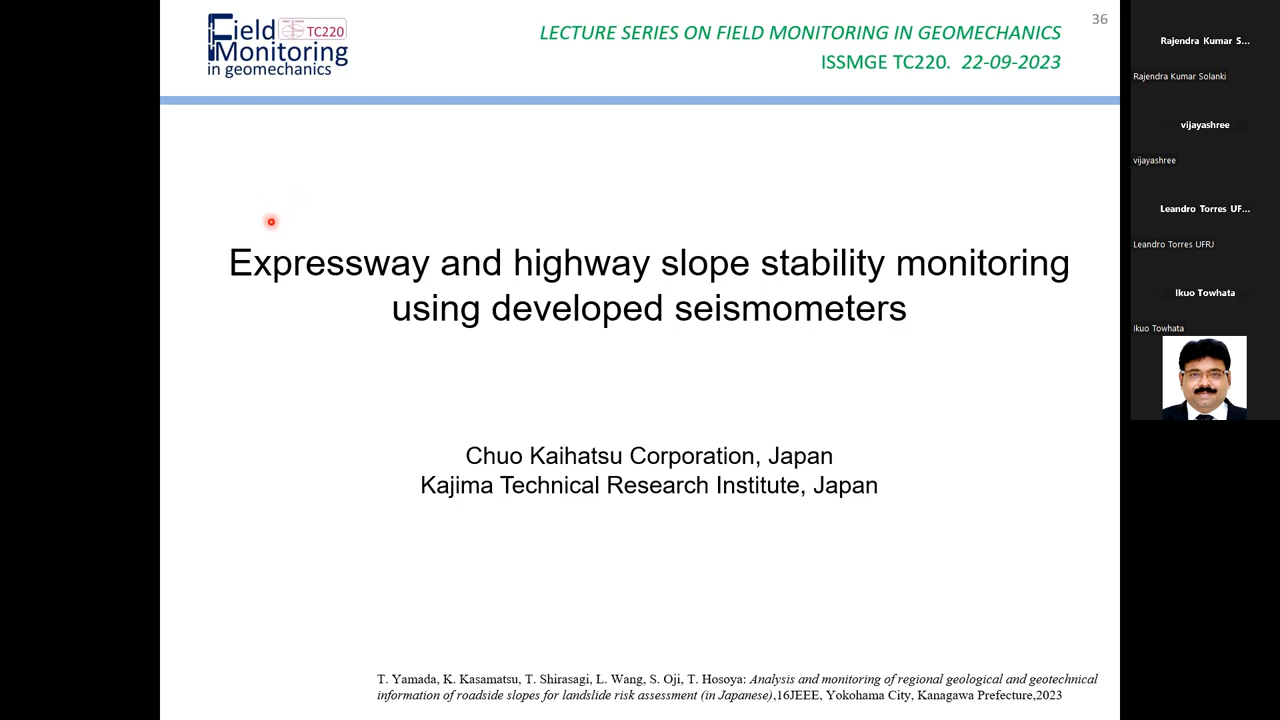 Field
TC220
Monitoring
in geomechanics
LECTURE SERIES ON FIELD MONITORING IN GEOMECHANICS
ISSMGE TC220. 22-09-2023
36
Expressway and highway slope stability monitoring
using developed seismometers
Chuo Kaihatsu Corporation, Japan
Kajima Technical Research Institute, Japan
T. Yamada, K. Kasamatsu, T. Shirasagi, L. Wang, S. Oji, T. Hosoya: Analysis and monitoring of regional geological and geotechnical
information of roadside slopes for landslide risk assessment (in Japanese),16JEEE, Yokohama City, Kanagawa Prefecture,2023
Rajendra Kumar S...
Rajendra Kumar Solanki
vijayashree
vijayashree
Leandro Torres UF...
Leandro Torres UFRJ
Ikuo Towhata
Ikuo Towhata